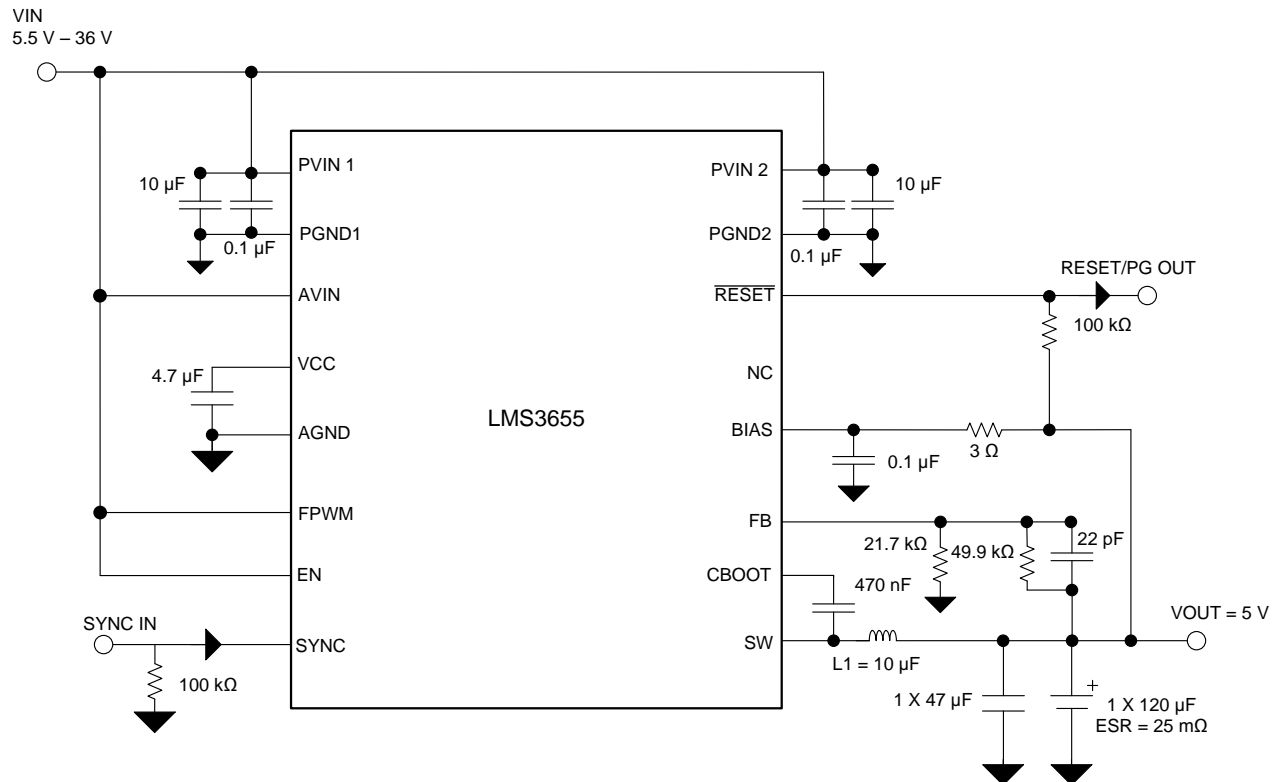 VIN
5.5 V – 36 V
PVIN 1
PVIN 2
10 µF
10 µF
PGND1
PGND2
0.1 µF
0.1 µF
RESET/PG OUT
AVIN
RESET
100 kΩ
VCC
NC
4.7 µF
LMS3655
AGND
BIAS
3 Ω
0.1 µF
FPWM
FB
21.7 kΩ
49.9 kΩ
22 pF
EN
CBOOT
470 nF
SYNC IN
VOUT = 5 V
SYNC
SW
L1 = 10 µF
100 kΩ
1 X 47 µF
+
1 X 120 µF
ESR = 25 mΩ